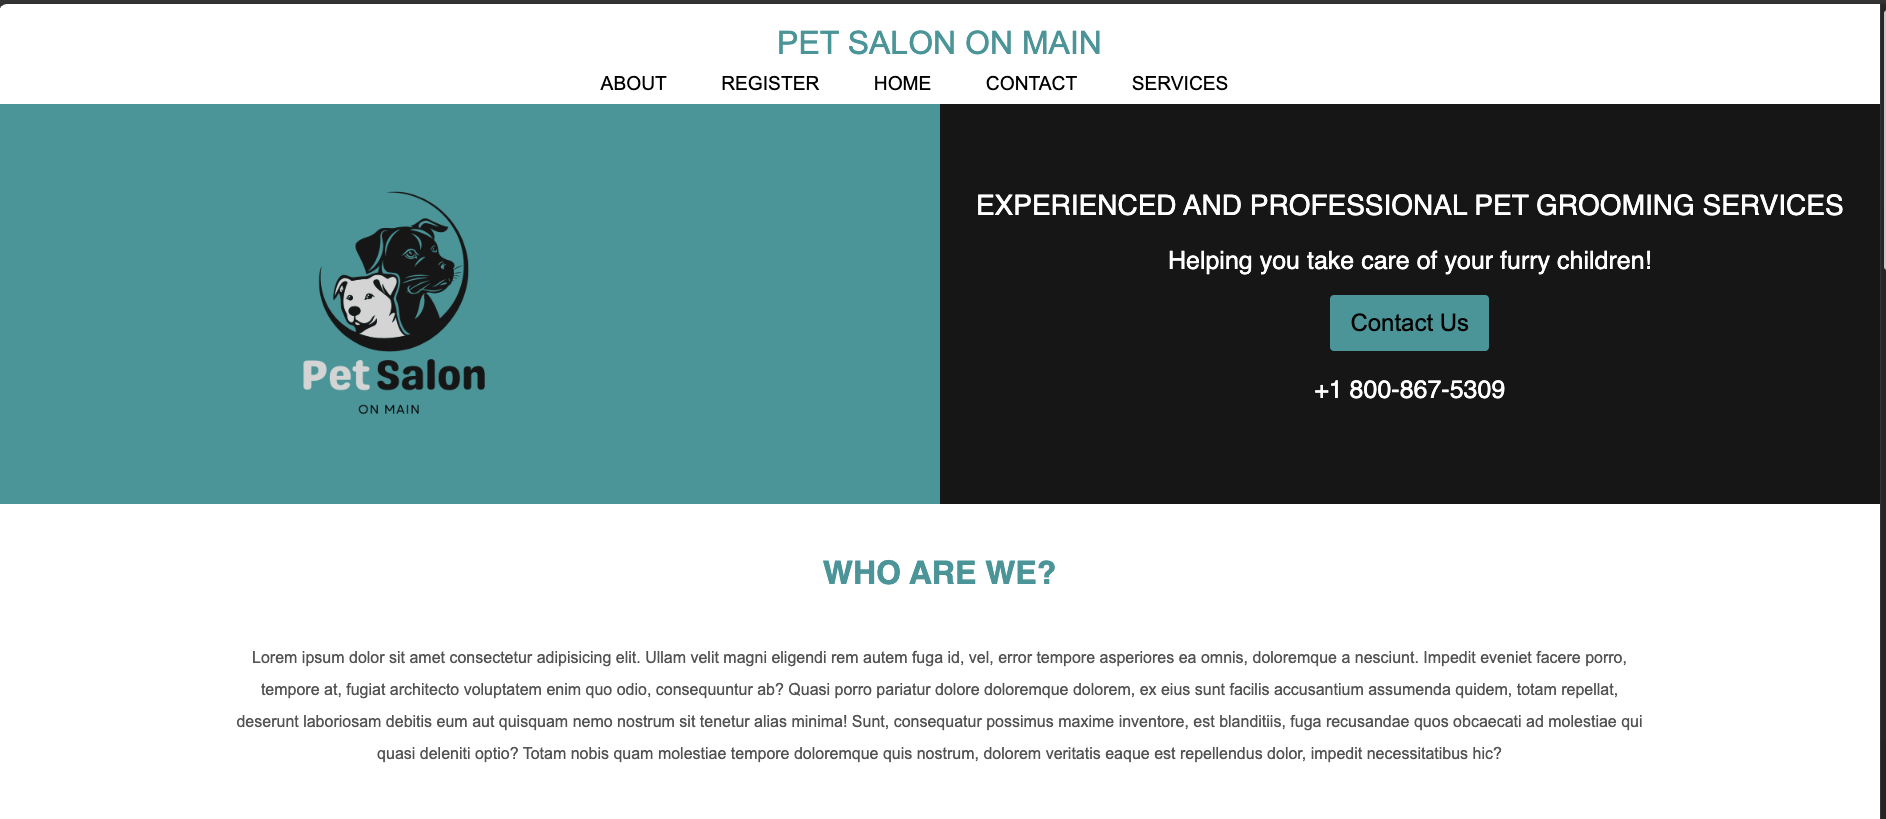 PET SALON ON MAIN
ABOUT REGISTER HOME CONTACT SERVICES
Pet Salon
ON MAIN
EXPERIENCED AND PROFESSIONAL PET GROOMING SERVICES
Helping you take care of your furry children!
Contact Us
+1 800-867-5309
WHO ARE WE?
Lorem ipsum dolor sit amet consectetur adipisicing elit. Ullam velit magni eligendi rem autem fuga id, vel, error tempore asperiores ea omnis, doloremque a nesciunt. Impedit eveniet facere porro,
tempore at, fugiat architecto voluptatem enim quo odio, consequuntur ab? Quasi porro pariatur dolore doloremque dolorem, ex eius sunt facilis accusantium assumenda quidem, totam repellat,
deserunt laboriosam debitis eum aut quisquam nemo nostrum sit tenetur alias minima! Sunt, consequatur possimus maxime inventore, est blanditiis, fuga recusandae quos obcaecati ad molestiae qui
quasi deleniti optio? Totam nobis quam molestiae tempore doloremque quis nostrum, dolorem veritatis eaque est repellendus dolor, impedit necessitatibus hic?